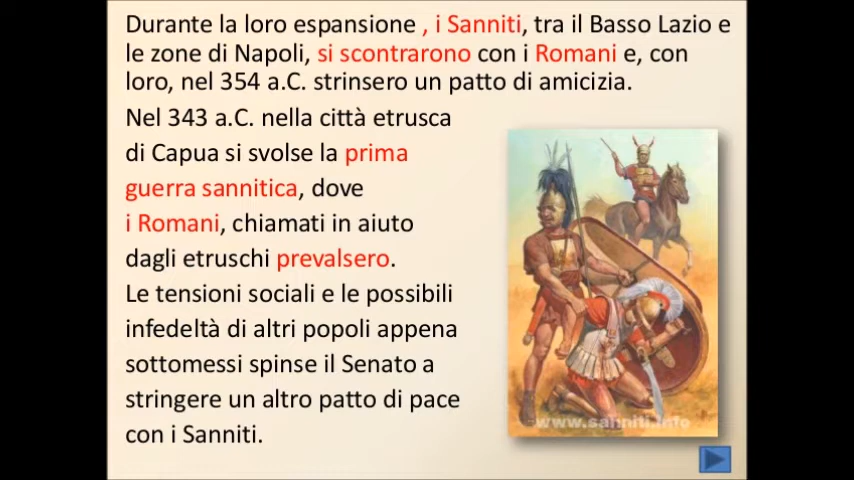 Durante la loro espansione , i Sanniti, tra il Basso Lazio e
le zone di Napoli, si scontrarono con i Romani e, con
loro, nel 354 a.C. strinsero un patto di amicizia.
Nel 343 a.C. nella città etrusca
di Capua si svolse la prima
guerra sannitica, dove
i Romani, chiamati in aiuto
dagli etruschi prevalsero.
Le tensioni sociali e le possibili
infedeltà di altri popoli appena
sottomessi spinse il Senato a
stringere un altro patto di pace
con i Sanniti.
www.sanniti.info